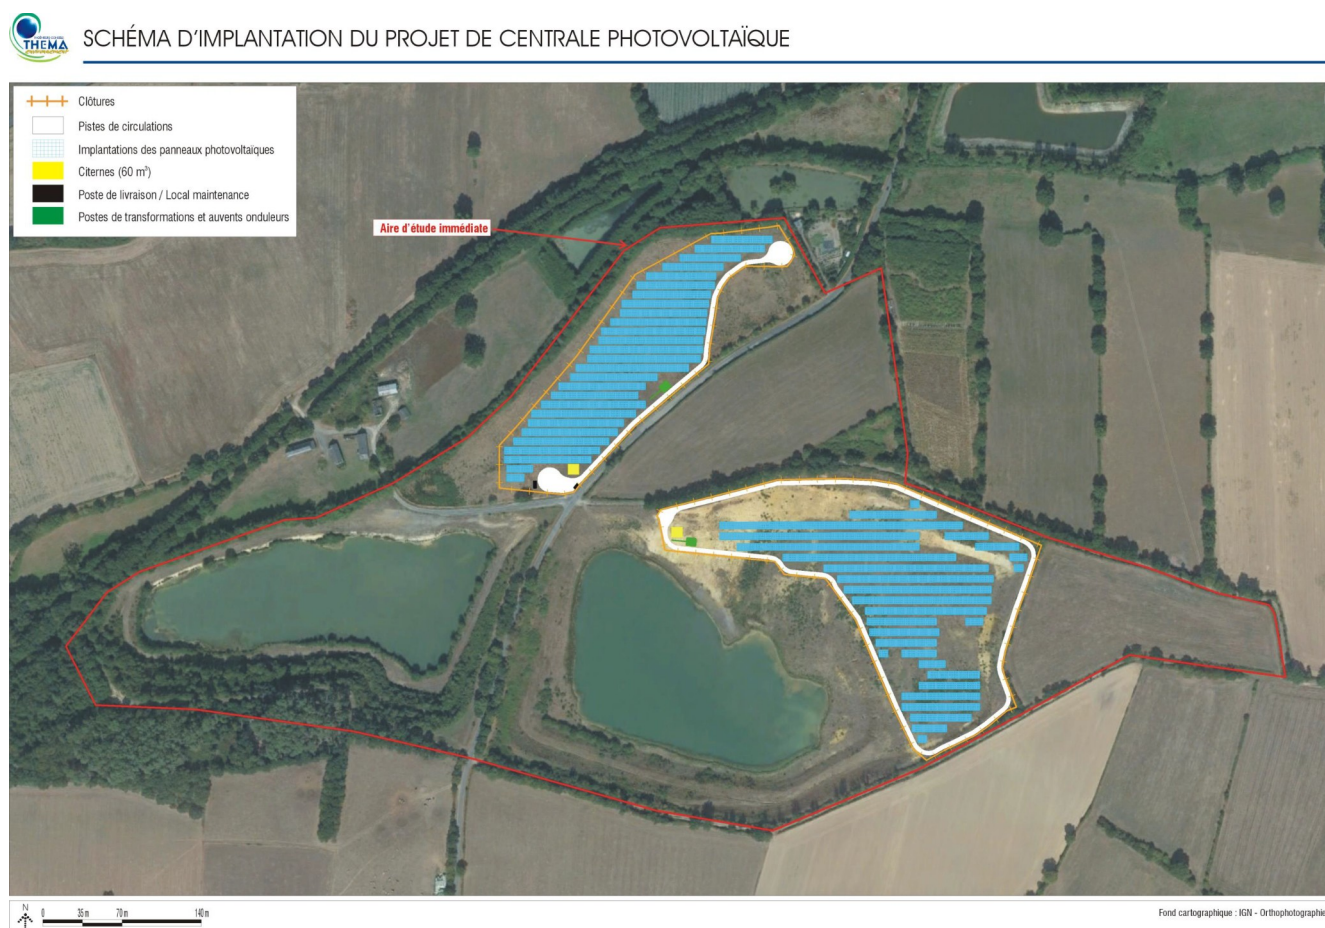 THEMA
SCHÉMA D'IMPLANTATION DU PROJET DE CENTRALE PHOTOVOLTAÏQUE
Clôtures
Pistes de circulations
Implantations des panneaux photovoltaïques
Citernes (60 m³)
Poste de livraison / Local maintenance
Postes de transformations et auvents onduleurs
Aire d'étude immédiate
N
0 35 m 70 m 140 m
Fond cartographique : IGN - Orthophotographie